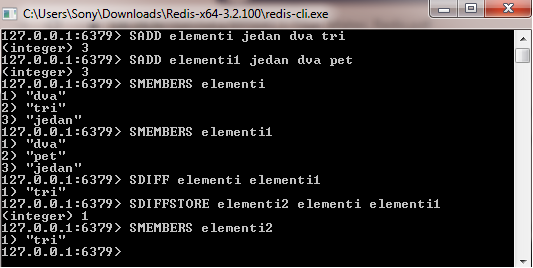 C:\Users\Sony\Downloads\Redis-x64-3.2.100\redis-cli.exe
127.0.0.1:6379> SADD elementi jedan dva tri
(integer) 3
127.0.0.1:6379> SADD elementi1 jedan dva pet
(integer) 3
127.0.0.1:6379> SMEMBERS elementi
1) "dva"
2) "tri"
3) "jedan"
127.0.0.1:6379> SMEMBERS elementi1
1) "dva"
2) "pet"
3) "jedan"
127.0.0.1:6379> SDIFF elementi elementi1
1) "tri"
127.0.0.1:6379> SDIFFSTORE elementi2 elementi elementi1
(integer) 1
127.0.0.1:6379> SMEMBERS elementi2
1) "tri"
127.0.0.1:6379>